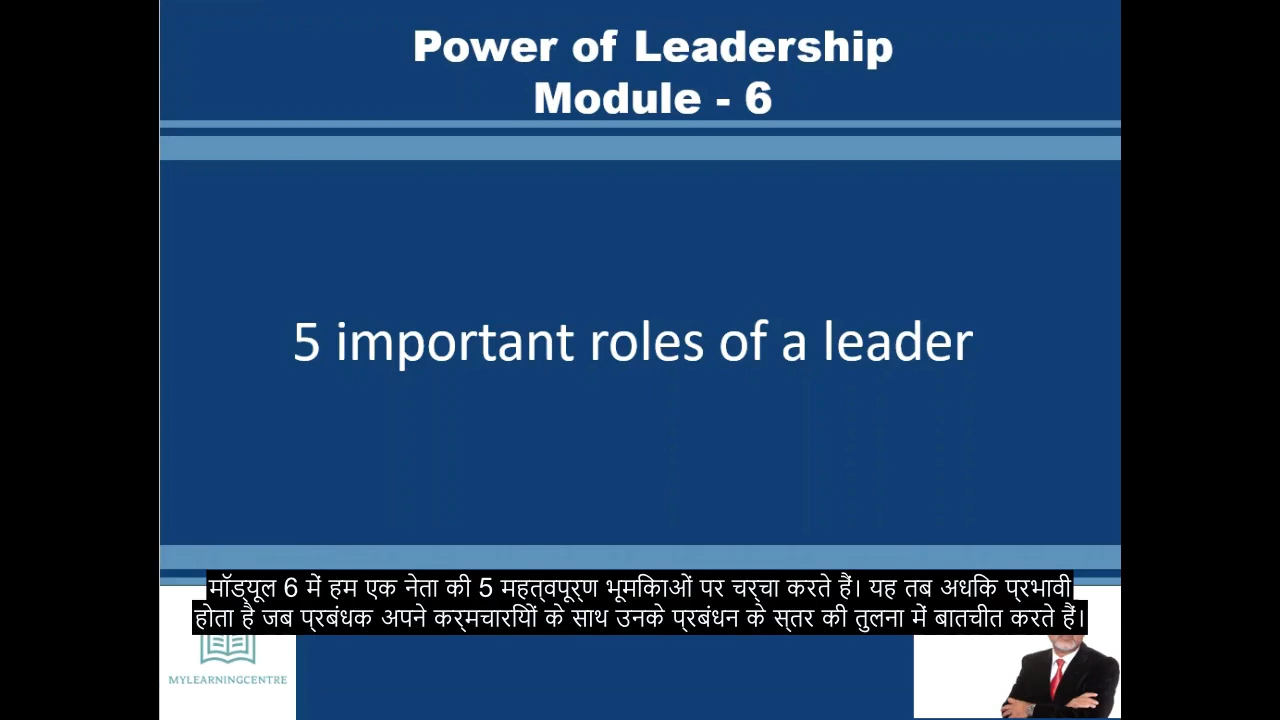 Power of Leadership
Module - 6
5 important roles of a leader
मॉड्यूल 6 में हम एक नेता की 5 महत्वपूर्ण भूमिकाओं पर चर्चा करते हैं। यह तब अधिक प्रभावी
होता है जब प्रबंधक अपने कर्मचारियों के साथ उनके प्रबंधन के स्तर की तुलना में बातचीत करते हैं।
MYLEARNINGCENTRE